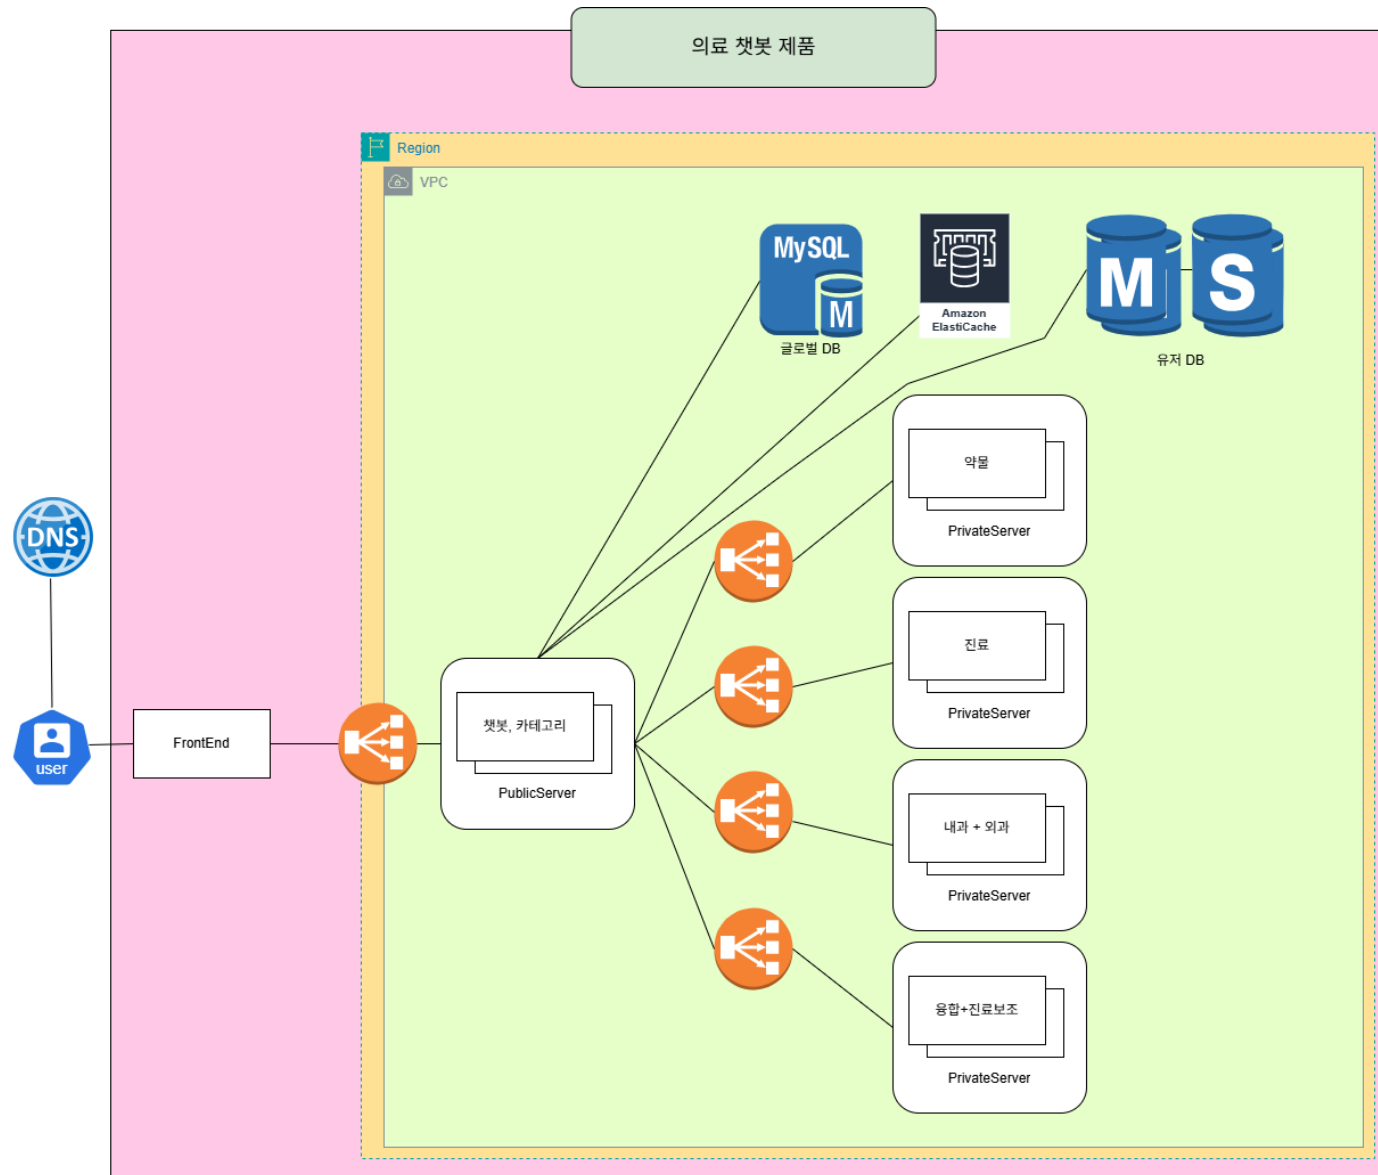 의료 챗봇 제품
Region
VPC
MySQL
M
글로벌 DB
Amazon
ElastiCache
M
S
유저 DB
약물
PrivateServer
DNS
진료
PrivateServer
user
FrontEnd
챗봇, 카테고리
PublicServer
내과 + 외과
PrivateServer
융합+진료보조
PrivateServer